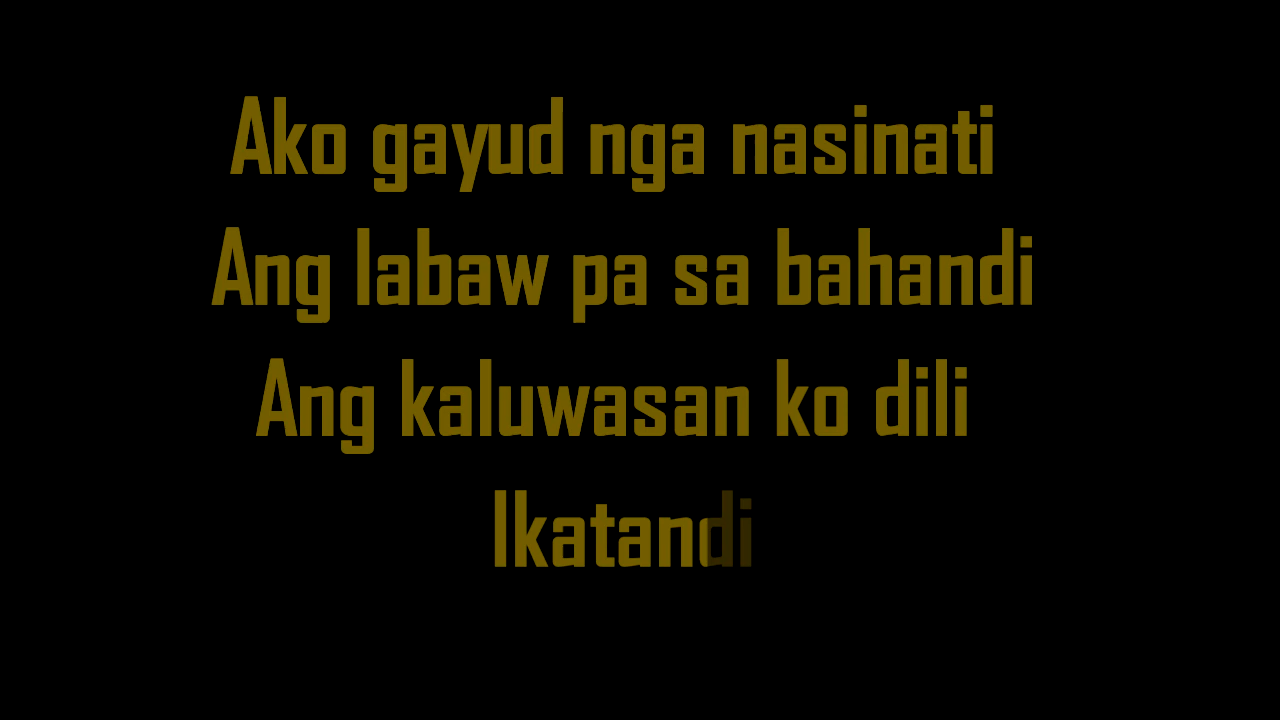 Ako gayud nga nasinati
Ang labaw pa sa bahandi
Ang kaluwasan ko dili
Ikatandi